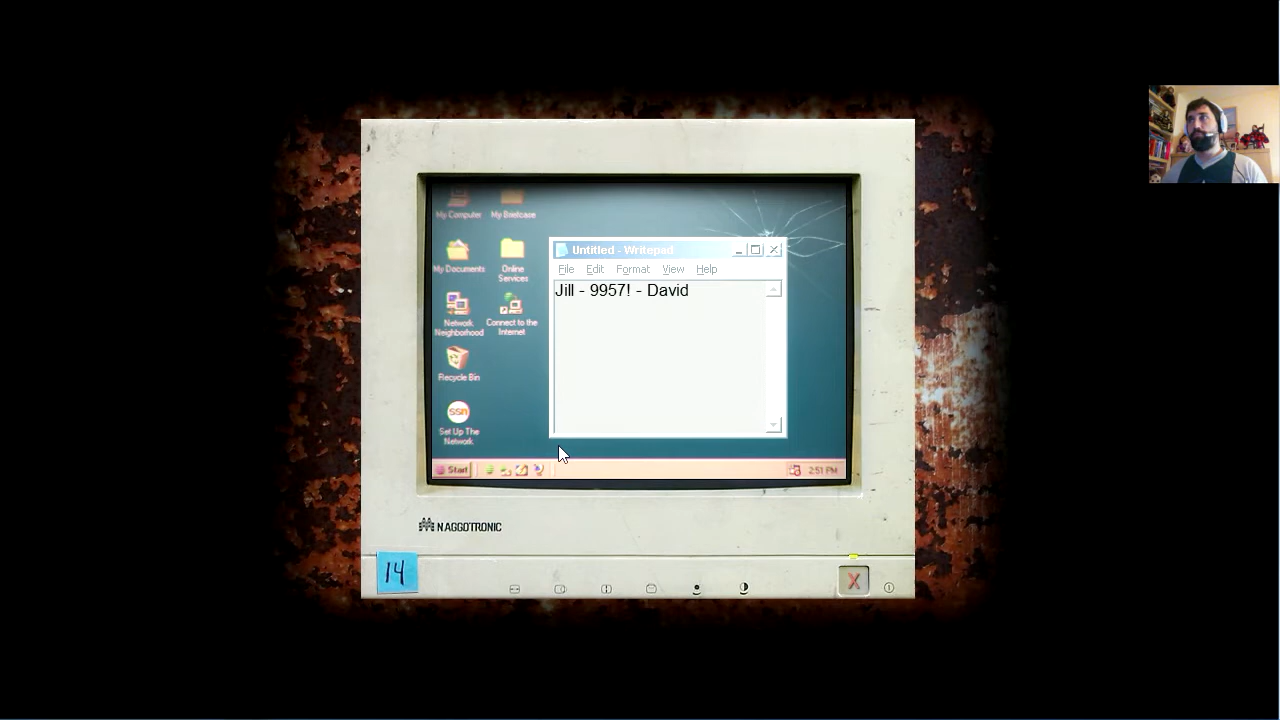 My Computer
My Briefcase
My Documents
Online
Services
Network
Neighborhood
Connect to the
Internet
Recycle Bin
SSN
Set Up The
Network
Untitled - Writepad
File Edit Format View Help
Jill - 9957! - David
Start
2:51 PM
NAGGOTRONIC
14
X